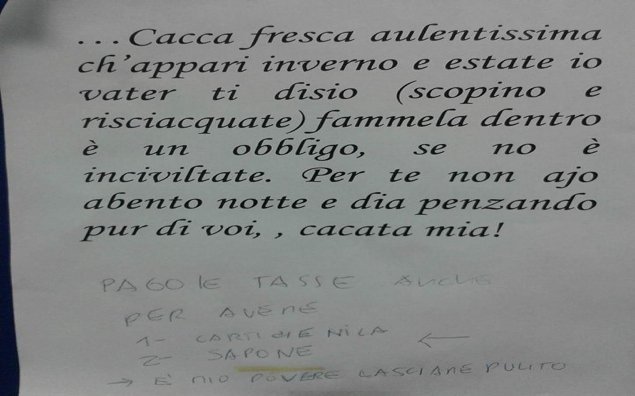 ...Cacca fresca aulentissima
ch'appari inverno e estate io
vater ti disio (scopino e
risciacquate) fammela dentro
è un obbligo, se no è
inciviltate. Per te non ajo
abento notte e dia penzando
pur di voi, , cacata mia!
PAGO le TASSE ANCHE
PER AVERE
1- CARTA IGIENICA
2- SAPONE
→ E' MIO DOVERE LASCIARE PULITO